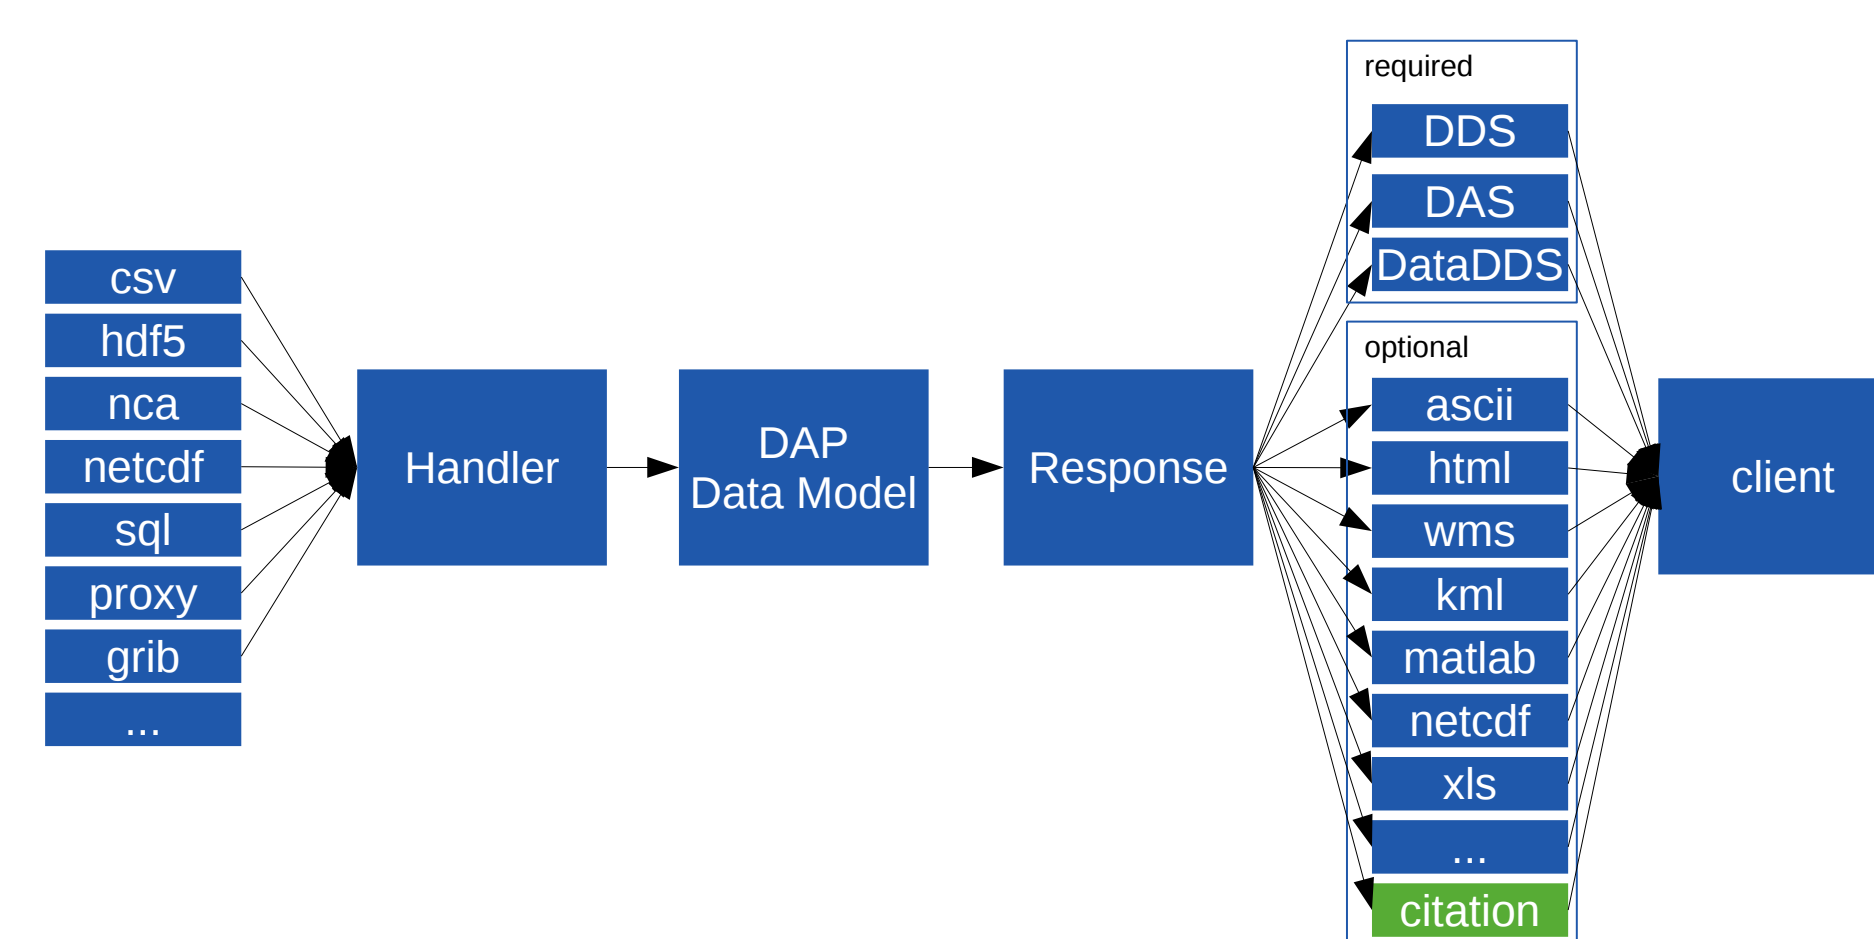 csv
hdf5
nca
netcdf
sql
proxy
grib
...
Handler
DAP
Data Model
Response
required
DDS
DAS
DataDDS
optional
ascii
html
wms
kml
matlab
netcdf
xls
...
citation
client